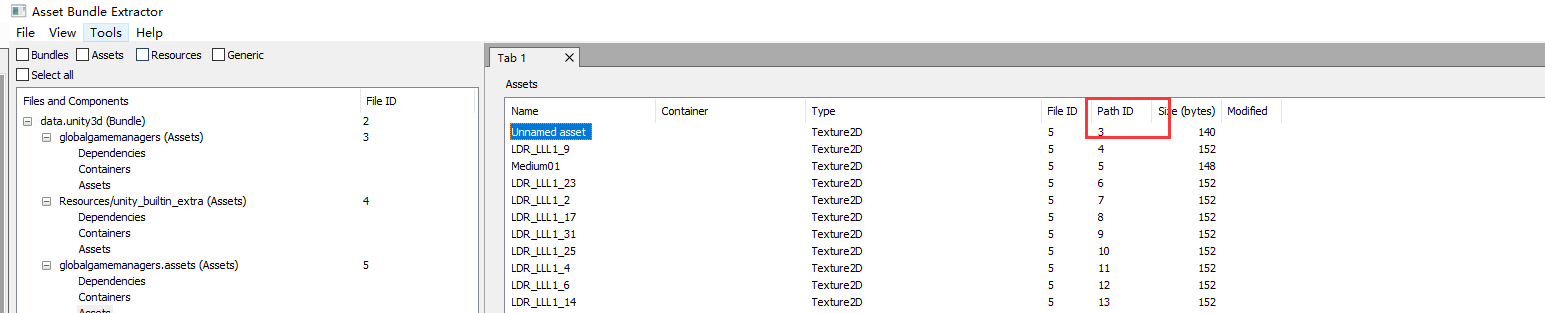 Asset Bundle Extractor
File View Tools Help
Bundles Assets Resources Generic
Select all
Files and Components File ID
data.unity3d (Bundle) 2
globalgamemanagers (Assets) 3
Dependencies
Containers
Assets
Resources/unity_builtin_extra (Assets) 4
Dependencies
Containers
Assets
globalgamemanagers.assets (Assets) 5
Dependencies
Containers
Assets
Tab 1
Assets
Name Container Type File ID Path ID Size (bytes) Modified
Unnamed asset Texture2D 5 3 140
LDR_LLL1_9 Texture2D 5 4 152
Medium01 Texture2D 5 5 148
LDR_LLL1_23 Texture2D 5 6 152
LDR_LLL1_2 Texture2D 5 7 152
LDR_LLL1_17 Texture2D 5 8 152
LDR_LLL1_31 Texture2D 5 9 152
LDR_LLL1_25 Texture2D 5 10 152
LDR_LLL1_4 Texture2D 5 11 152
LDR_LLL1_6 Texture2D 5 12 152
LDR_LLL1_14 Texture2D 5 13 152